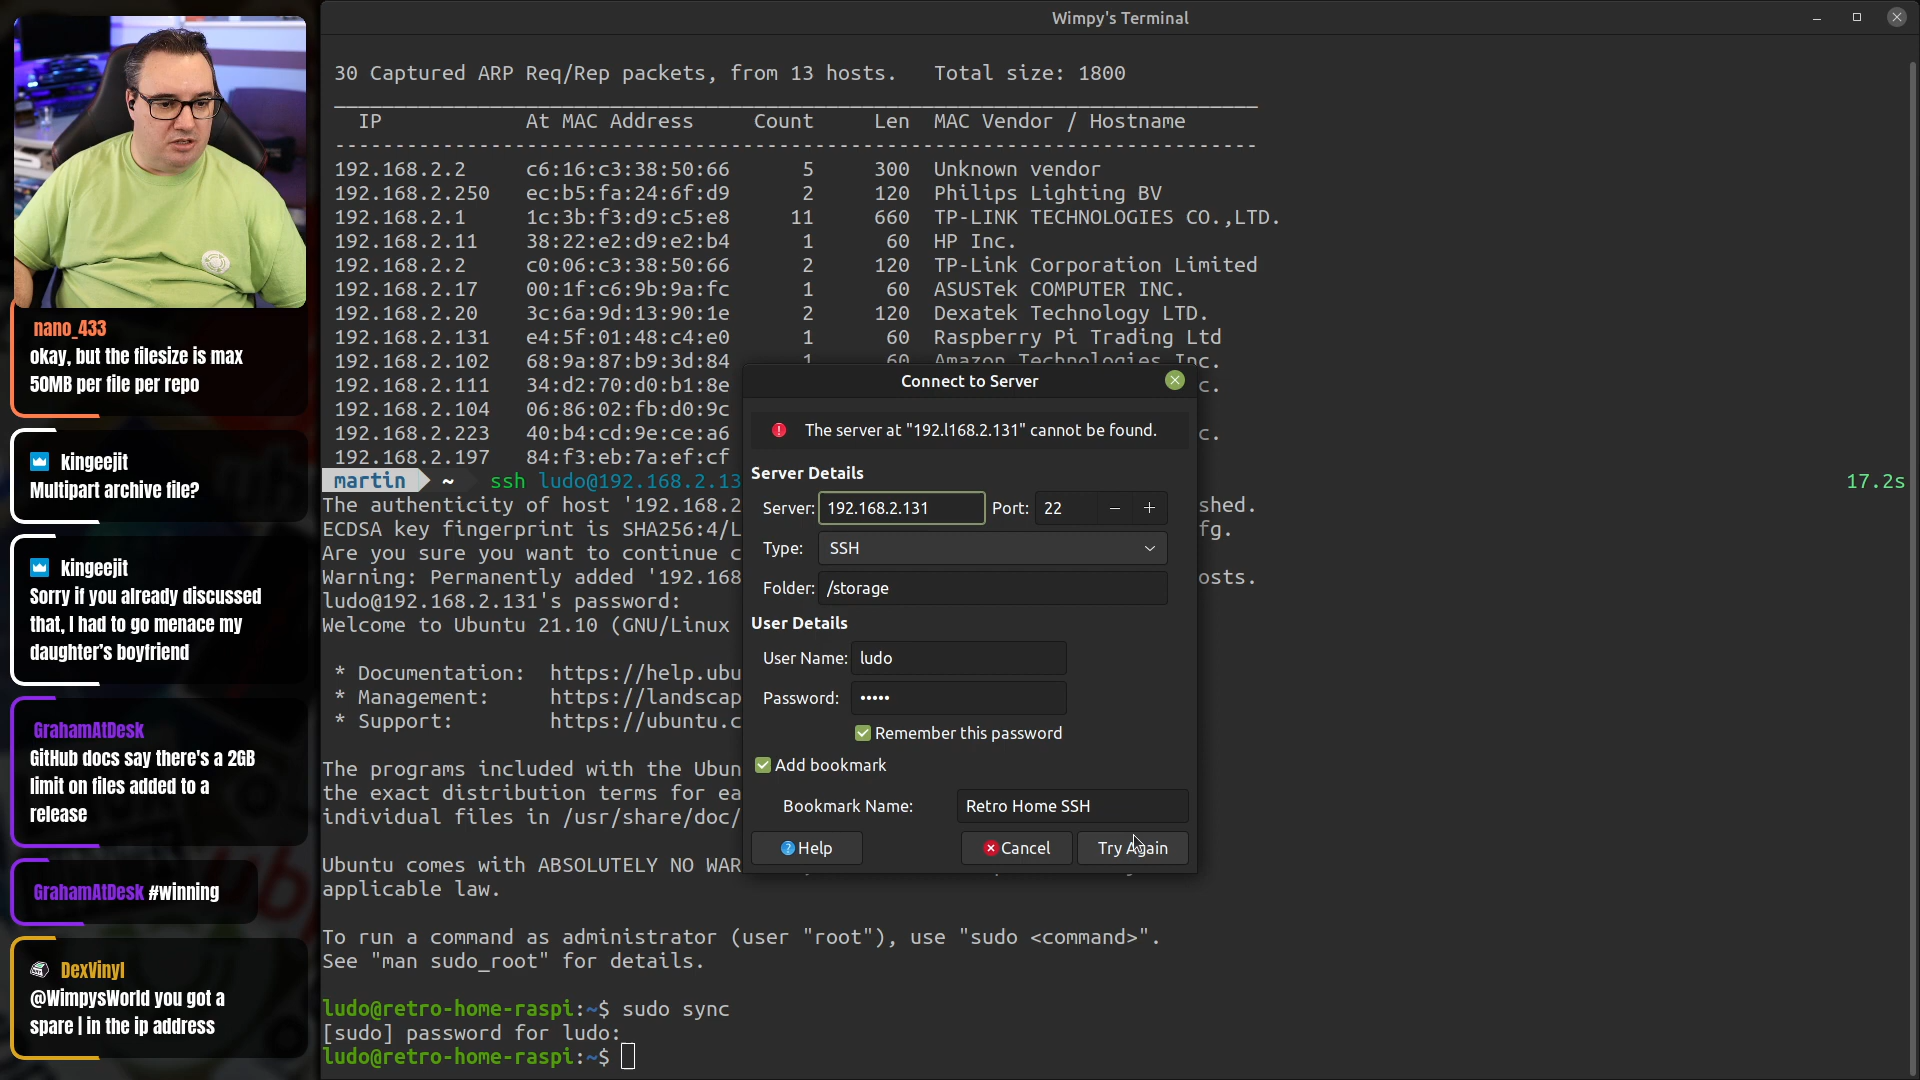 Wimpy's Terminal
30 Captured ARP Req/Rep packets, from 13 hosts.   Total size: 1800
IP At MAC Address Count Len MAC Vendor / Hostname
192.168.2.2 c6:16:c3:38:50:66 5 300 Unknown vendor
192.168.2.250 ec:b5:fa:24:6f:d9 2 120 Philips Lighting BV
192.168.2.1 1c:3b:f3:d9:c5:e8 11 660 TP-LINK TECHNOLOGIES CO.,LTD.
192.168.2.11 38:22:e2:d9:e2:b4 1 60 HP Inc.
192.168.2.2 c0:06:c3:38:50:66 2 120 TP-Link Corporation Limited
192.168.2.17 00:1f:c6:9b:9a:fc 1 60 ASUSTek COMPUTER INC.
192.168.2.20 3c:6a:9d:13:90:1e 2 120 Dexatek Technology LTD.
192.168.2.131 e4:5f:01:48:c4:e0 1 60 Raspberry Pi Trading Ltd
192.168.2.102 68:9a:87:b9:3d:84 1 60 Amazon Technologies Inc.
192.168.2.111 34:d2:70:d0:b1:8e c.
192.168.2.104 06:86:02:fb:d0:9c
192.168.2.223 40:b4:cd:9e:ce:a6 c.
192.168.2.197 84:f3:eb:7a:ef:cf
martin ~ ssh ludo@192.168.2.13 17.2s
The authenticity of host '192.168.2 shed.
ECDSA key fingerprint is SHA256:4/L fg.
Are you sure you want to continue c
Warning: Permanently added '192.168 osts.
ludo@192.168.2.131's password:
Welcome to Ubuntu 21.10 (GNU/Linux
* Documentation: https://help.ubu
* Management: https://landscap
* Support: https://ubuntu.c
The programs included with the Ubun
the exact distribution terms for ea
individual files in /usr/share/doc/
Ubuntu comes with ABSOLUTELY NO WAR
applicable law.
To run a command as administrator (user "root"), use "sudo <command>".
See "man sudo_root" for details.
ludo@retro-home-raspi:~$ sudo sync
[sudo] password for ludo:
ludo@retro-home-raspi:~$
Connect to Server
The server at "192.l168.2.131" cannot be found.
Server Details
Server: 192.168.2.131 Port: 22 − +
Type: SSH
Folder: /storage
User Details
User Name: ludo
Password: •••••
Remember this password
Add bookmark
Bookmark Name: Retro Home SSH
Help Cancel Try Again
nano_433
okay, but the filesize is max
50MB per file per repo
kingeejit
Multipart archive file?
kingeejit
Sorry if you already discussed
that, I had to go menace my
daughter's boyfriend
GrahamAtDesk
GitHub docs say there's a 2GB
limit on files added to a
release
GrahamAtDesk #winning
DexVinyl
@WimpysWorld you got a
spare l in the ip address